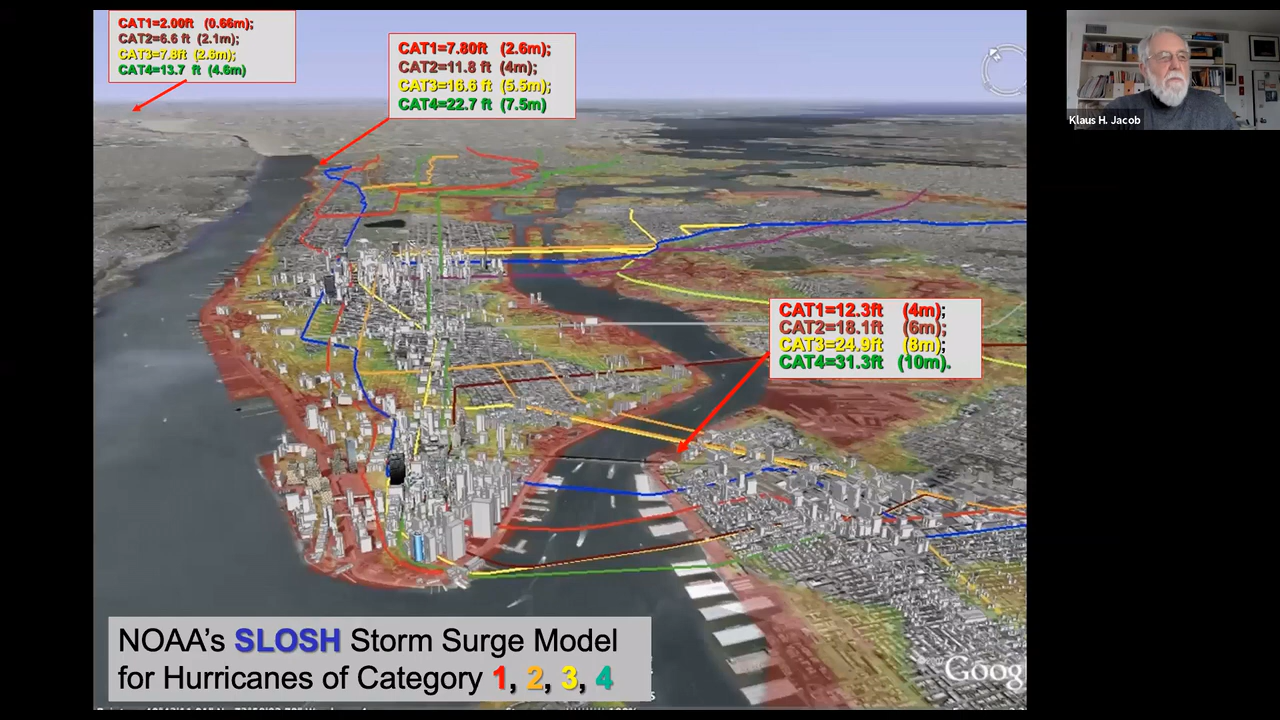 CAT1=2.00ft (0.66m);
CAT2=6.6 ft (2.1m);
CAT3=7.8ft (2.6m);
CAT4=13.7 ft (4.6m)
CAT1=7.80ft (2.6m);
CAT2=11.8 ft (4m);
CAT3=16.6 ft (5.5m);
CAT4=22.7 ft (7.5m)
Klaus H. Jacob
CAT1=12.3ft (4m);
CAT2=18.1ft (6m);
CAT3=24.9ft (8m);
CAT4=31.3ft (10m).
NOAA's SLOSH Storm Surge Model
for Hurricanes of Category 1, 2, 3, 4
Goog